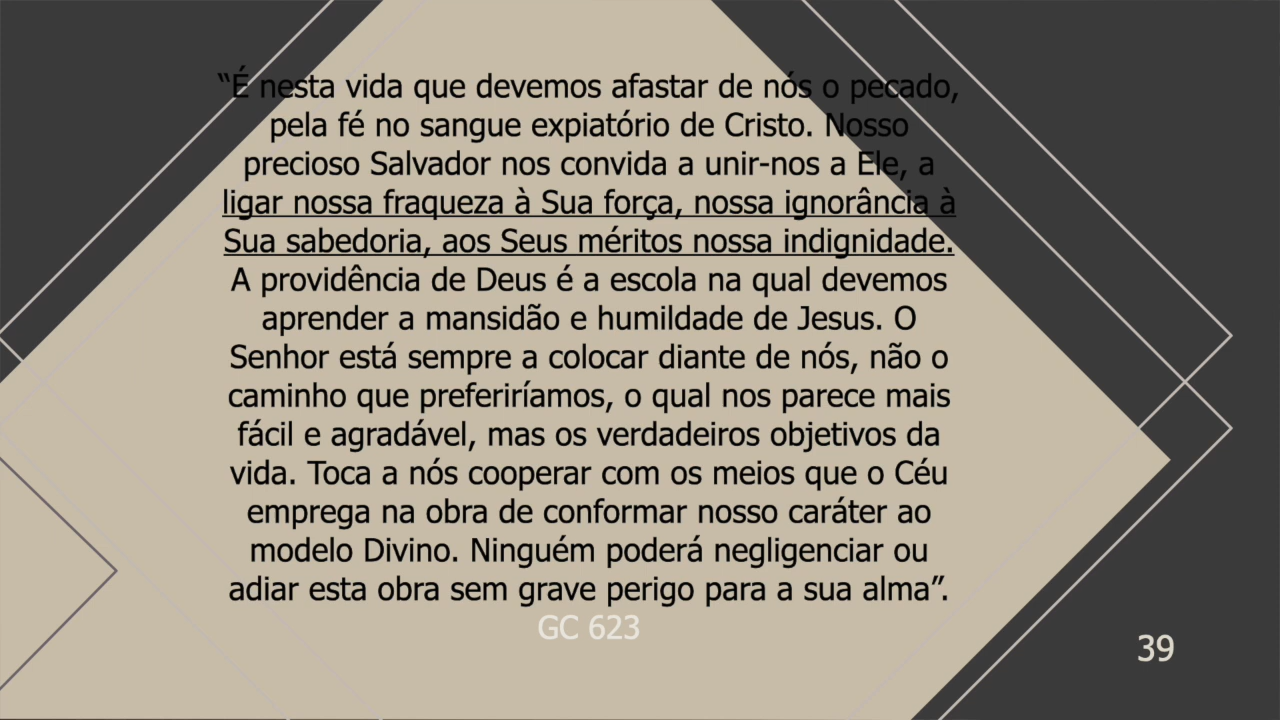 “É nesta vida que devemos afastar de nós o pecado,
pela fé no sangue expiatório de Cristo. Nosso
precioso Salvador nos convida a unir-nos a Ele, a
ligar nossa fraqueza à Sua força, nossa ignorância à
Sua sabedoria, aos Seus méritos nossa indignidade.
A providência de Deus é a escola na qual devemos
aprender a mansidão e humildade de Jesus. O
Senhor está sempre a colocar diante de nós, não o
caminho que preferiríamos, o qual nos parece mais
fácil e agradável, mas os verdadeiros objetivos da
vida. Toca a nós cooperar com os meios que o Céu
emprega na obra de conformar nosso caráter ao
modelo Divino. Ninguém poderá negligenciar ou
adiar esta obra sem grave perigo para a sua alma”.
GC 623
39